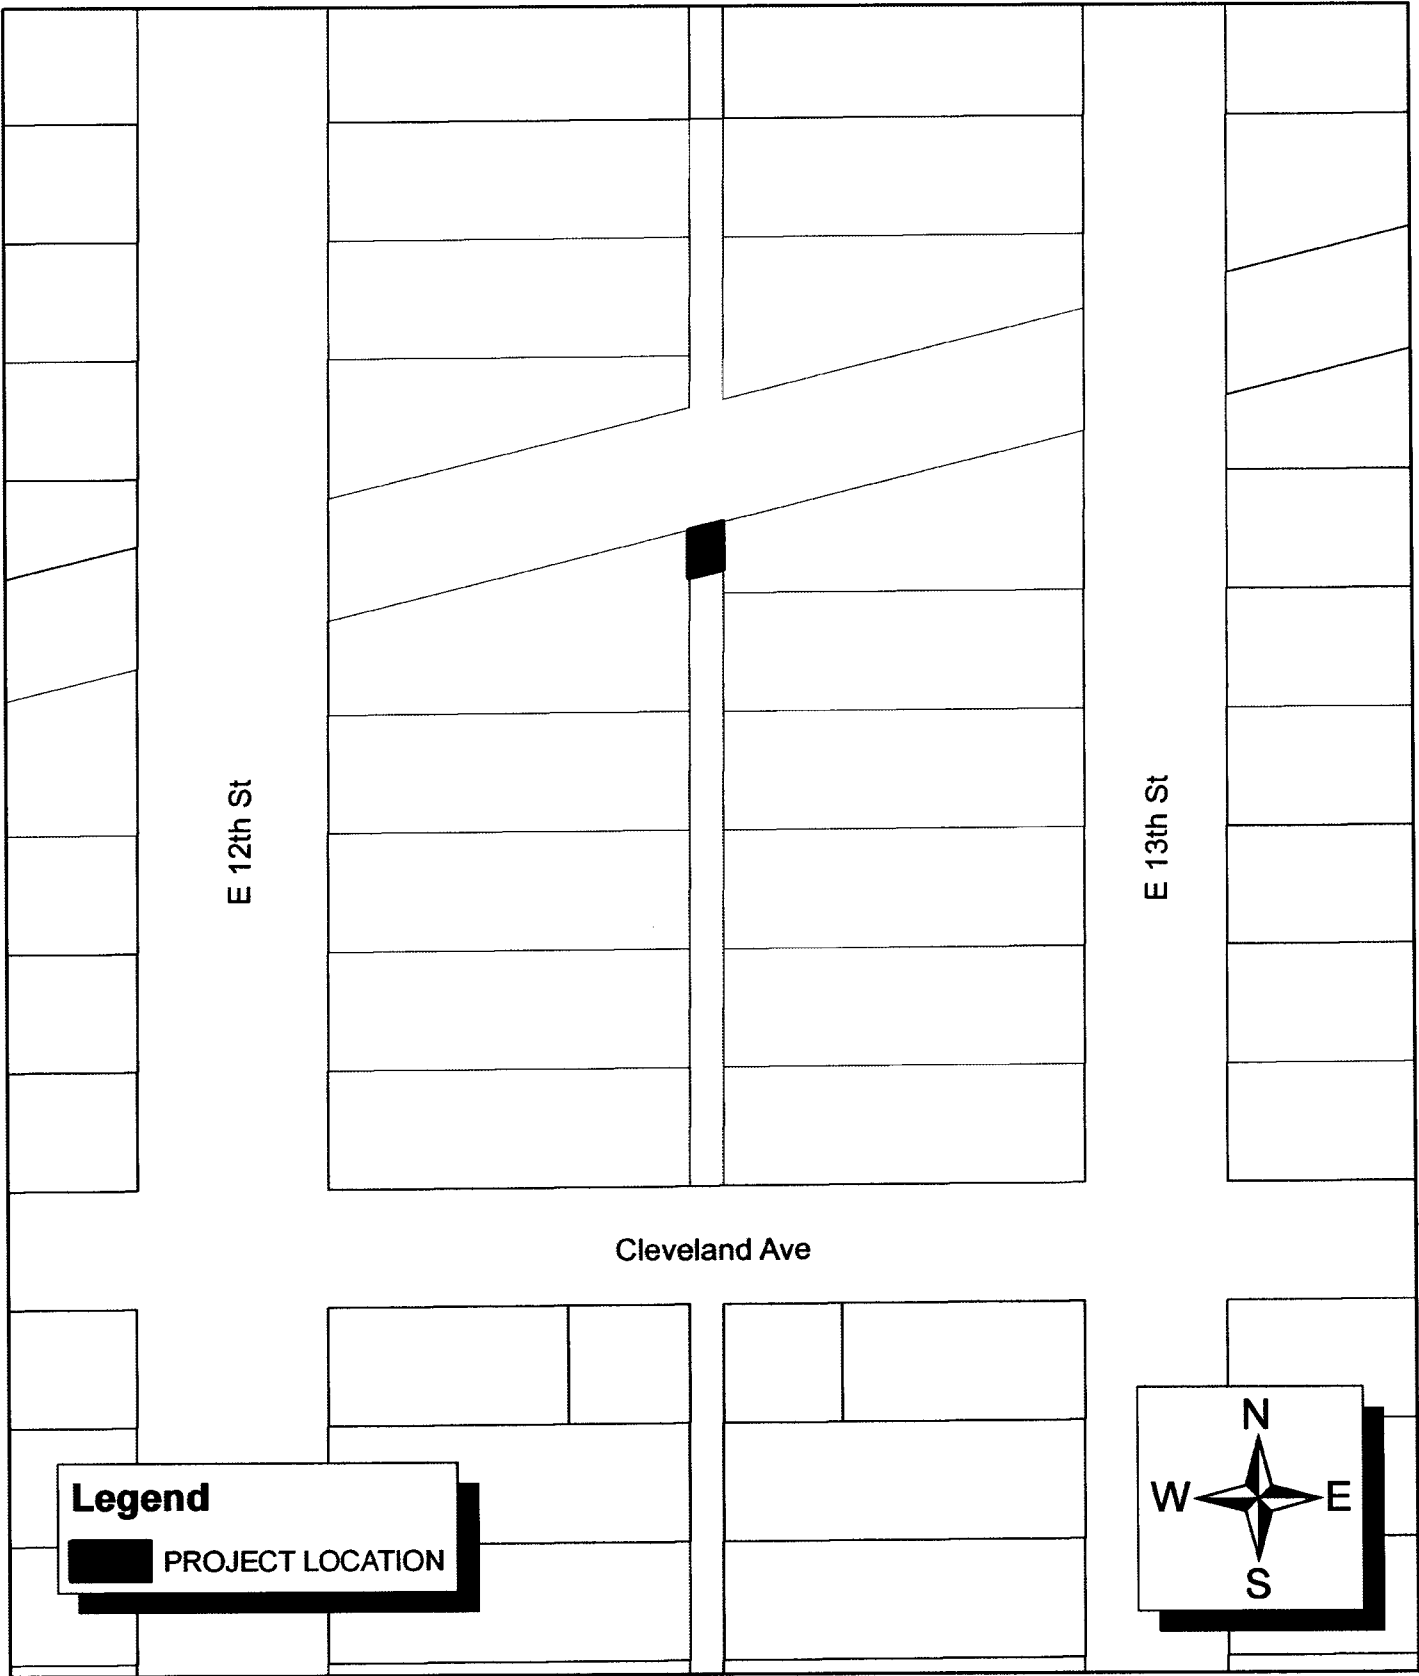 E 12th St
E 13th St
Cleveland Ave
Legend
PROJECT LOCATION
N
W E
S